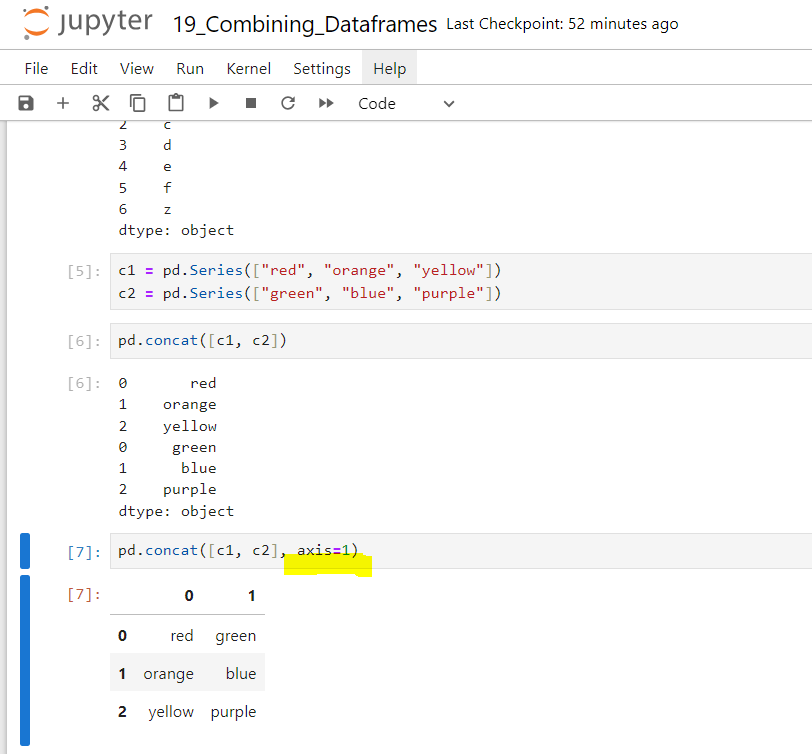 jupyter 19_Combining_Dataframes Last Checkpoint: 52 minutes ago
File Edit View Run Kernel Settings Help
Code
2 c
3 d
4 e
5 f
6 z
dtype: object
[5]: c1 = pd.Series(["red", "orange", "yellow"])
c2 = pd.Series(["green", "blue", "purple"])
[6]: pd.concat([c1, c2])
[6]: 0 red
1 orange
2 yellow
0 green
1 blue
2 purple
dtype: object
[7]: pd.concat([c1, c2], axis=1)
[7]: 0 1
0 red green
1 orange blue
2 yellow purple